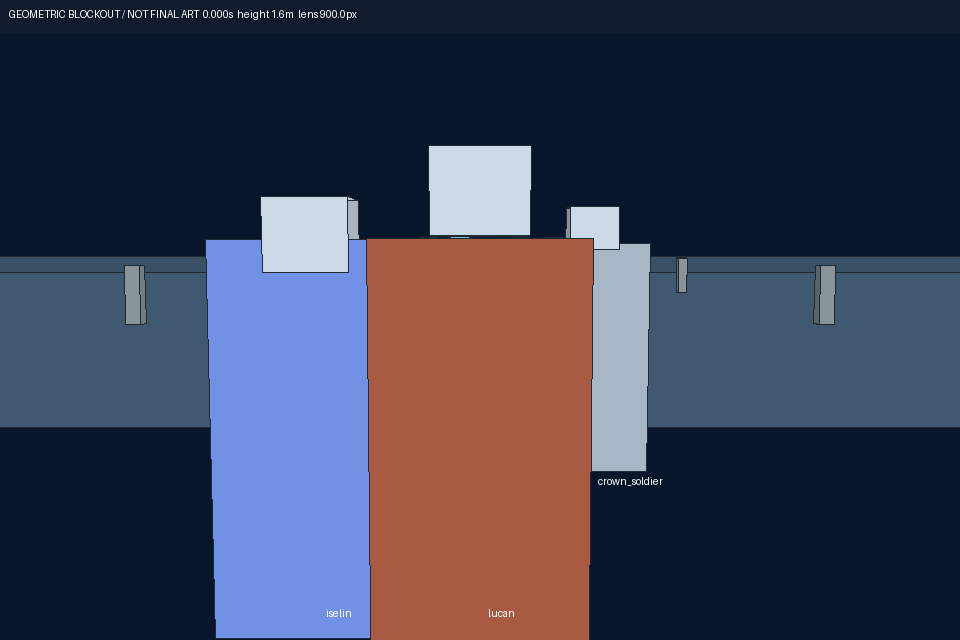 GEOMETRIC BLOCKOUT / NOT FINAL ART 0.000s height 1.6m lens 900.0px
crown_soldier
iselin
lucan